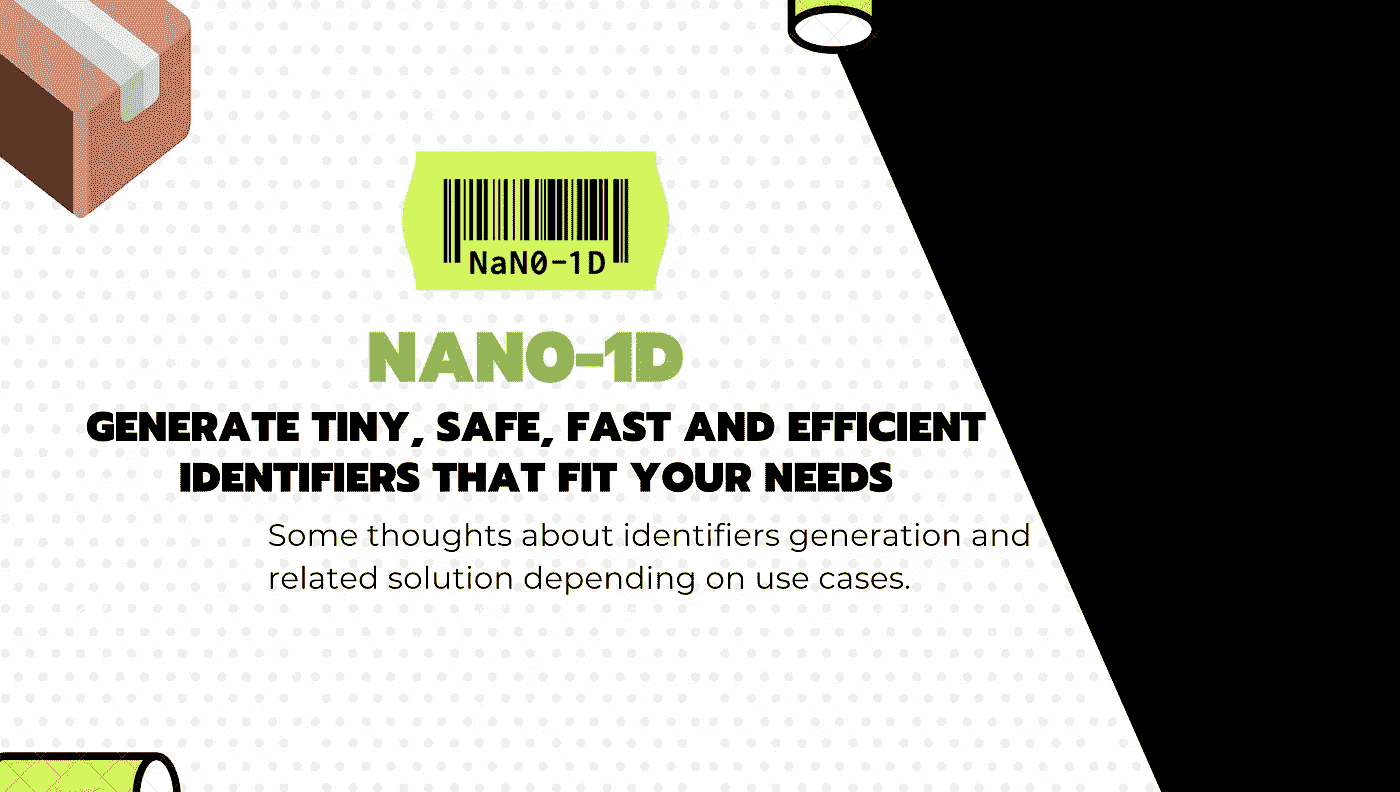 NaN0-1D
NAN0-1D
GENERATE TINY, SAFE, FAST AND EFFICIENT
IDENTIFIERS THAT FIT YOUR NEEDS
Some thoughts about identifiers generation and
related solution depending on use cases.